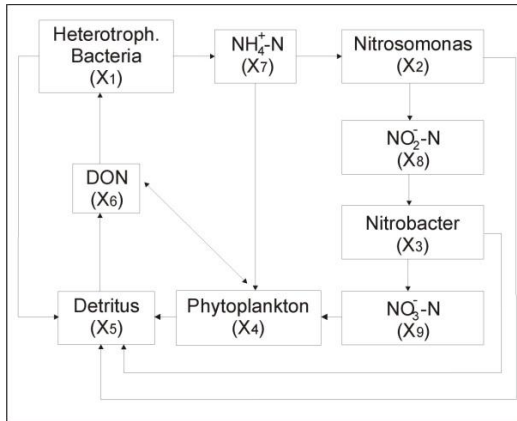 Heterotroph.
Bacteria
(X₁)
NH₄⁺-N
(X₇)
Nitrosomonas
(X₂)
NO₂⁻-N
(X₈)
DON
(X₆)
Nitrobacter
(X₃)
Detritus
(X₅)
Phytoplankton
(X₄)
NO₃⁻-N
(X₉)